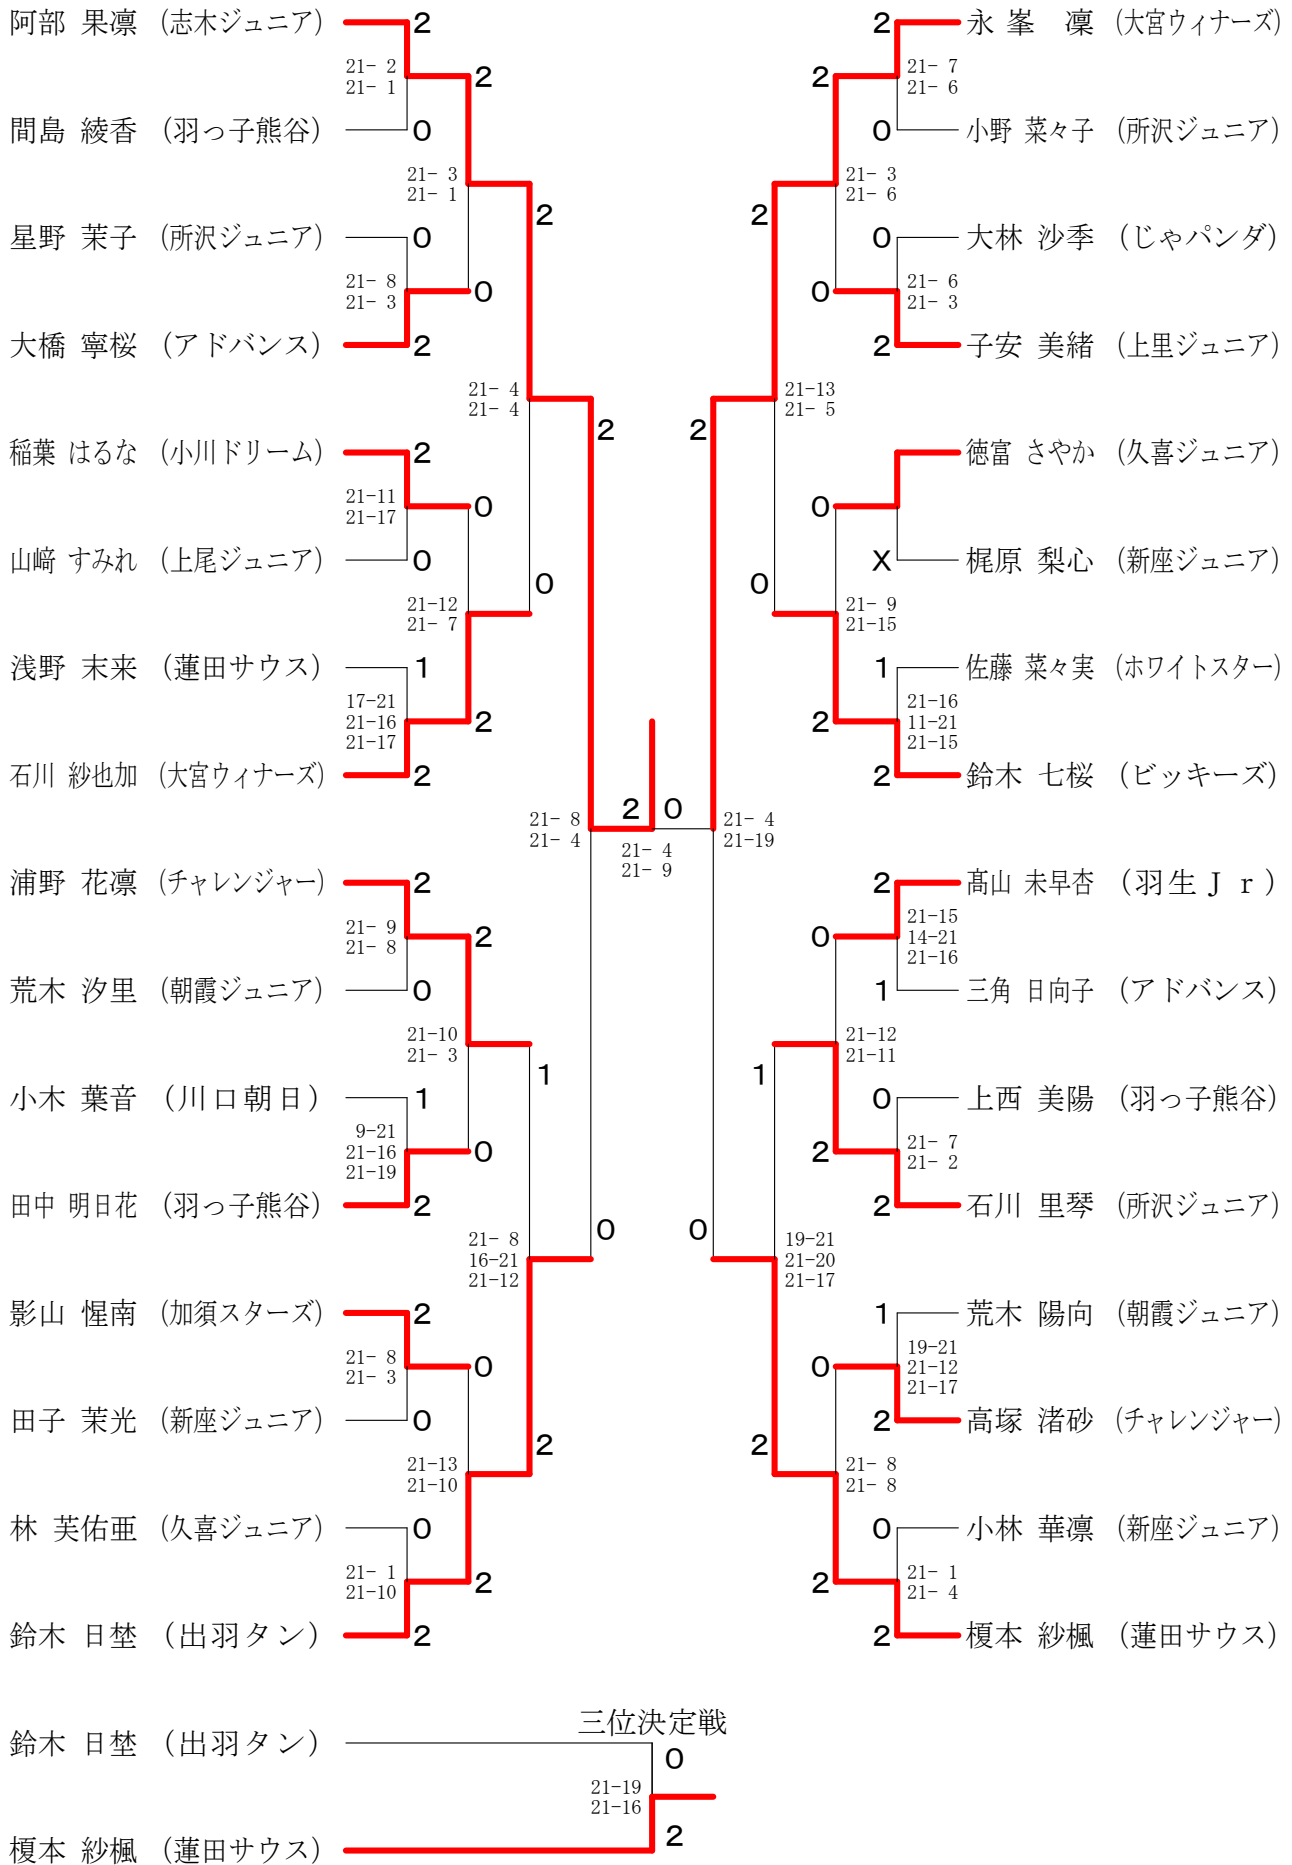 阿部 果凛 (志木ジュニア) 2
21- 2
21- 1
2
間島 綾香 (羽っ子熊谷) 0
21- 3
21- 1
2
星野 茉子 (所沢ジュニア) 0
21- 8
21- 3
0
大橋 寧桜 (アドバンス) 2
21- 4
21- 4
2
稲葉 はるな (小川ドリーム) 2
21-11
21-17
0
山﨑 すみれ (上尾ジュニア) 0
0
21-12
21- 7
浅野 末来 (蓮田サウス) 1
17-21
21-16
21-17
2
石川 紗也加 (大宮ウィナーズ) 2
21- 8
21- 4
浦野 花凛 (チャレンジャー) 2
21- 9
21- 8
2
荒木 汐里 (朝霞ジュニア) 0
21-10
21- 3
1
小木 葉音 (川口朝日) 1
9-21
21-16
21-19
0
田中 明日花 (羽っ子熊谷) 2
21- 8
16-21
21-12
0
影山 惺南 (加須スターズ) 2
21- 8
21- 3
0
田子 茉光 (新座ジュニア) 0
2
21-13
21-10
林 芙佑亜 (久喜ジュニア) 0
21- 1
21-10
2
鈴木 日埜 (出羽タン) 2
2 0
21- 4
21- 9
2 永峯 凜 (大宮ウィナーズ)
2
21- 7
21- 6
0 小野 菜々子 (所沢ジュニア)
21- 3
21- 6
2
0 大林 沙季 (じゃパンダ)
21- 6
21- 3
0
2 子安 美緒 (上里ジュニア)
21-13
21- 5
2
徳富 さやか (久喜ジュニア)
0
X 梶原 梨心 (新座ジュニア)
0
21- 9
21-15
1 佐藤 菜々実 (ホワイトスター)
21-16
11-21
21-15
2
2 鈴木 七桜 (ビッキーズ)
21- 4
21-19
2 髙山 未早杏 (羽生Ｊｒ)
21-15
14-21
21-16
0
1 三角 日向子 (アドバンス)
21-12
21-11
1
0 上西 美陽 (羽っ子熊谷)
21- 7
21- 2
2
2 石川 里琴 (所沢ジュニア)
0
19-21
21-20
21-17
1 荒木 陽向 (朝霞ジュニア)
19-21
21-12
21-17
0
2 高塚 渚砂 (チャレンジャー)
2
21- 8
21- 8
0 小林 華凛 (新座ジュニア)
21- 1
21- 4
2
2 榎本 紗楓 (蓮田サウス)
三位決定戦
鈴木 日埜 (出羽タン) 0
21-19
21-16
榎本 紗楓 (蓮田サウス) 2